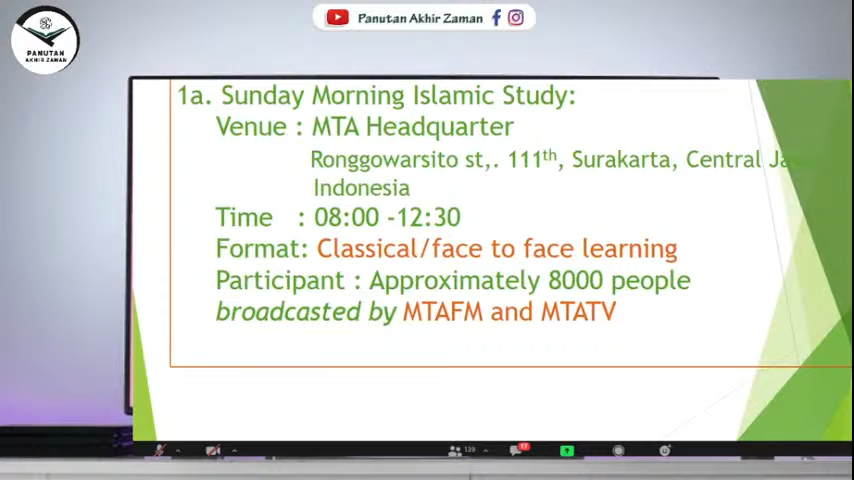 PANUTAN
AKHIR ZAMAN
Panutan Akhir Zaman
1a. Sunday Morning Islamic Study:
Venue : MTA Headquarter
Ronggowarsito st,. 111th, Surakarta, Central
Indonesia
Time : 08:00 -12:30
Format: Classical/face to face learning
Participant : Approximately 8000 people
broadcasted by MTAFM and MTATV
139
17